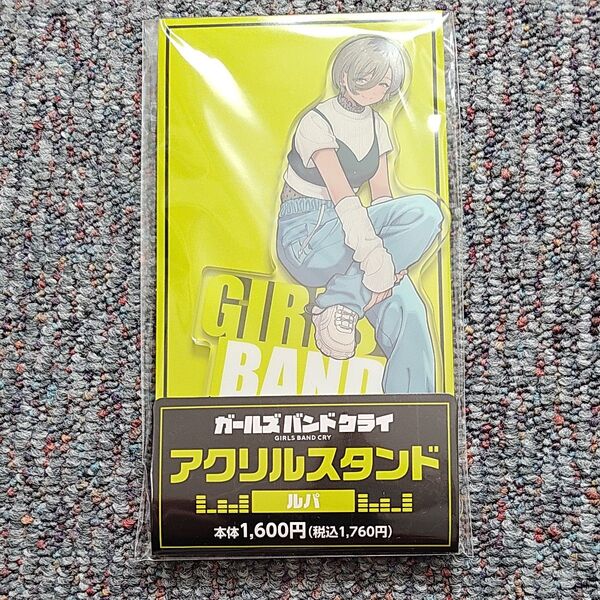 GIRLS
BAND
ガールズバンドクライ
GIRLS BAND CRY
アクリルスタンド
ルパ
本体1,600円(税込1,760円)